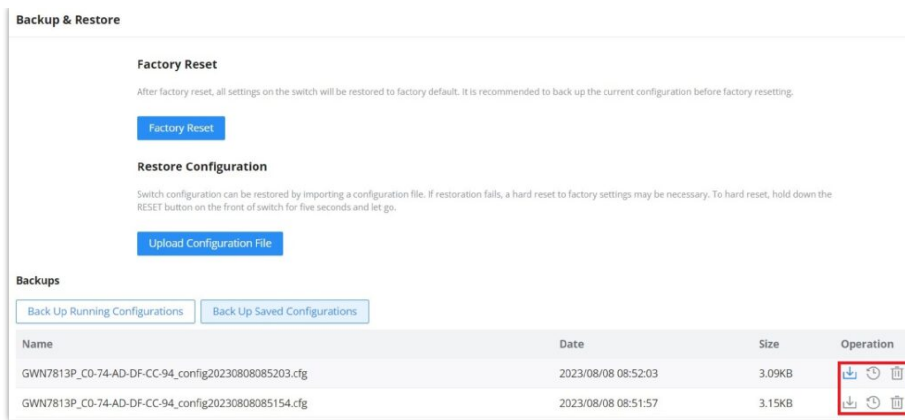 Backup & Restore
Factory Reset
After factory reset, all settings on the switch will be restored to factory default. It is recommended to back up the current configuration before factory resetting.
Factory Reset
Restore Configuration
Switch configuration can be restored by importing a configuration file. If restoration fails, a hard reset to factory settings may be necessary. To hard reset, hold down the
RESET button on the front of switch for five seconds and let go.
Upload Configuration File
Backups
Back Up Running Configurations Back Up Saved Configurations
Name Date Size Operation
GWN7813P_C0-74-AD-DF-CC-94_config20230808085203.cfg 2023/08/08 08:52:03 3.09KB
GWN7813P_C0-74-AD-DF-CC-94_config20230808085154.cfg 2023/08/08 08:51:57 3.15KB